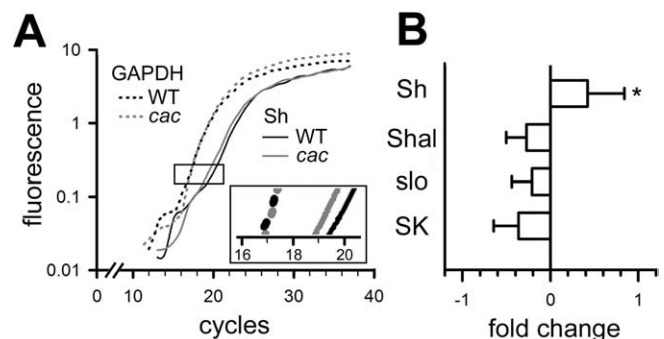 A
B
10
1
0.1
0.01
fluorescence
GAPDH
WT
cac
Sh
WT
cac
16 18 20
0 10 20 30 40
cycles
Sh
*
Shal
slo
SK
-1 0 1
fold change